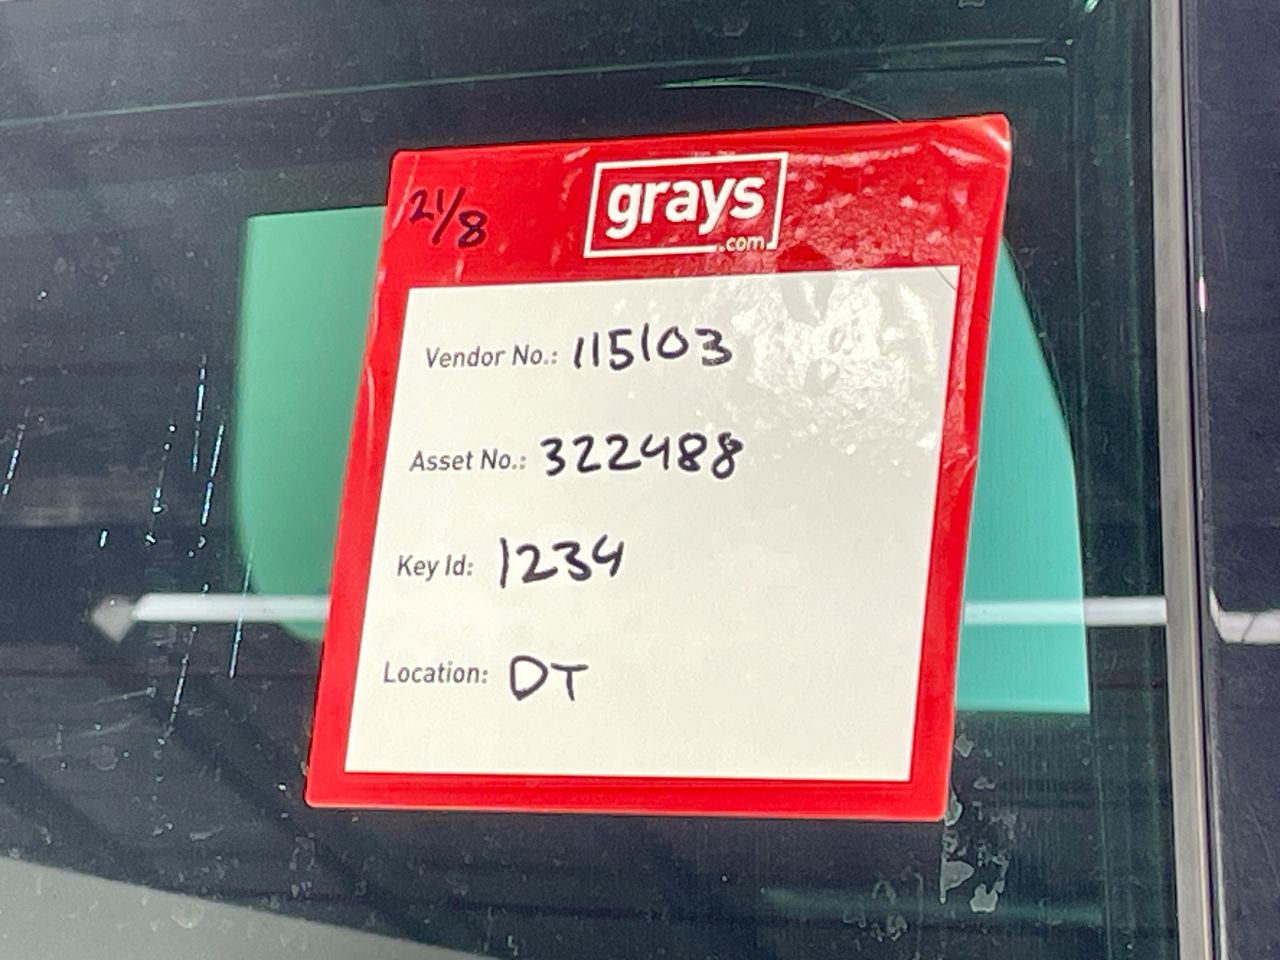 21/8
grays
.com
Vendor No.: 115103
Asset No.: 322488
Key Id: 1234
Location: DT